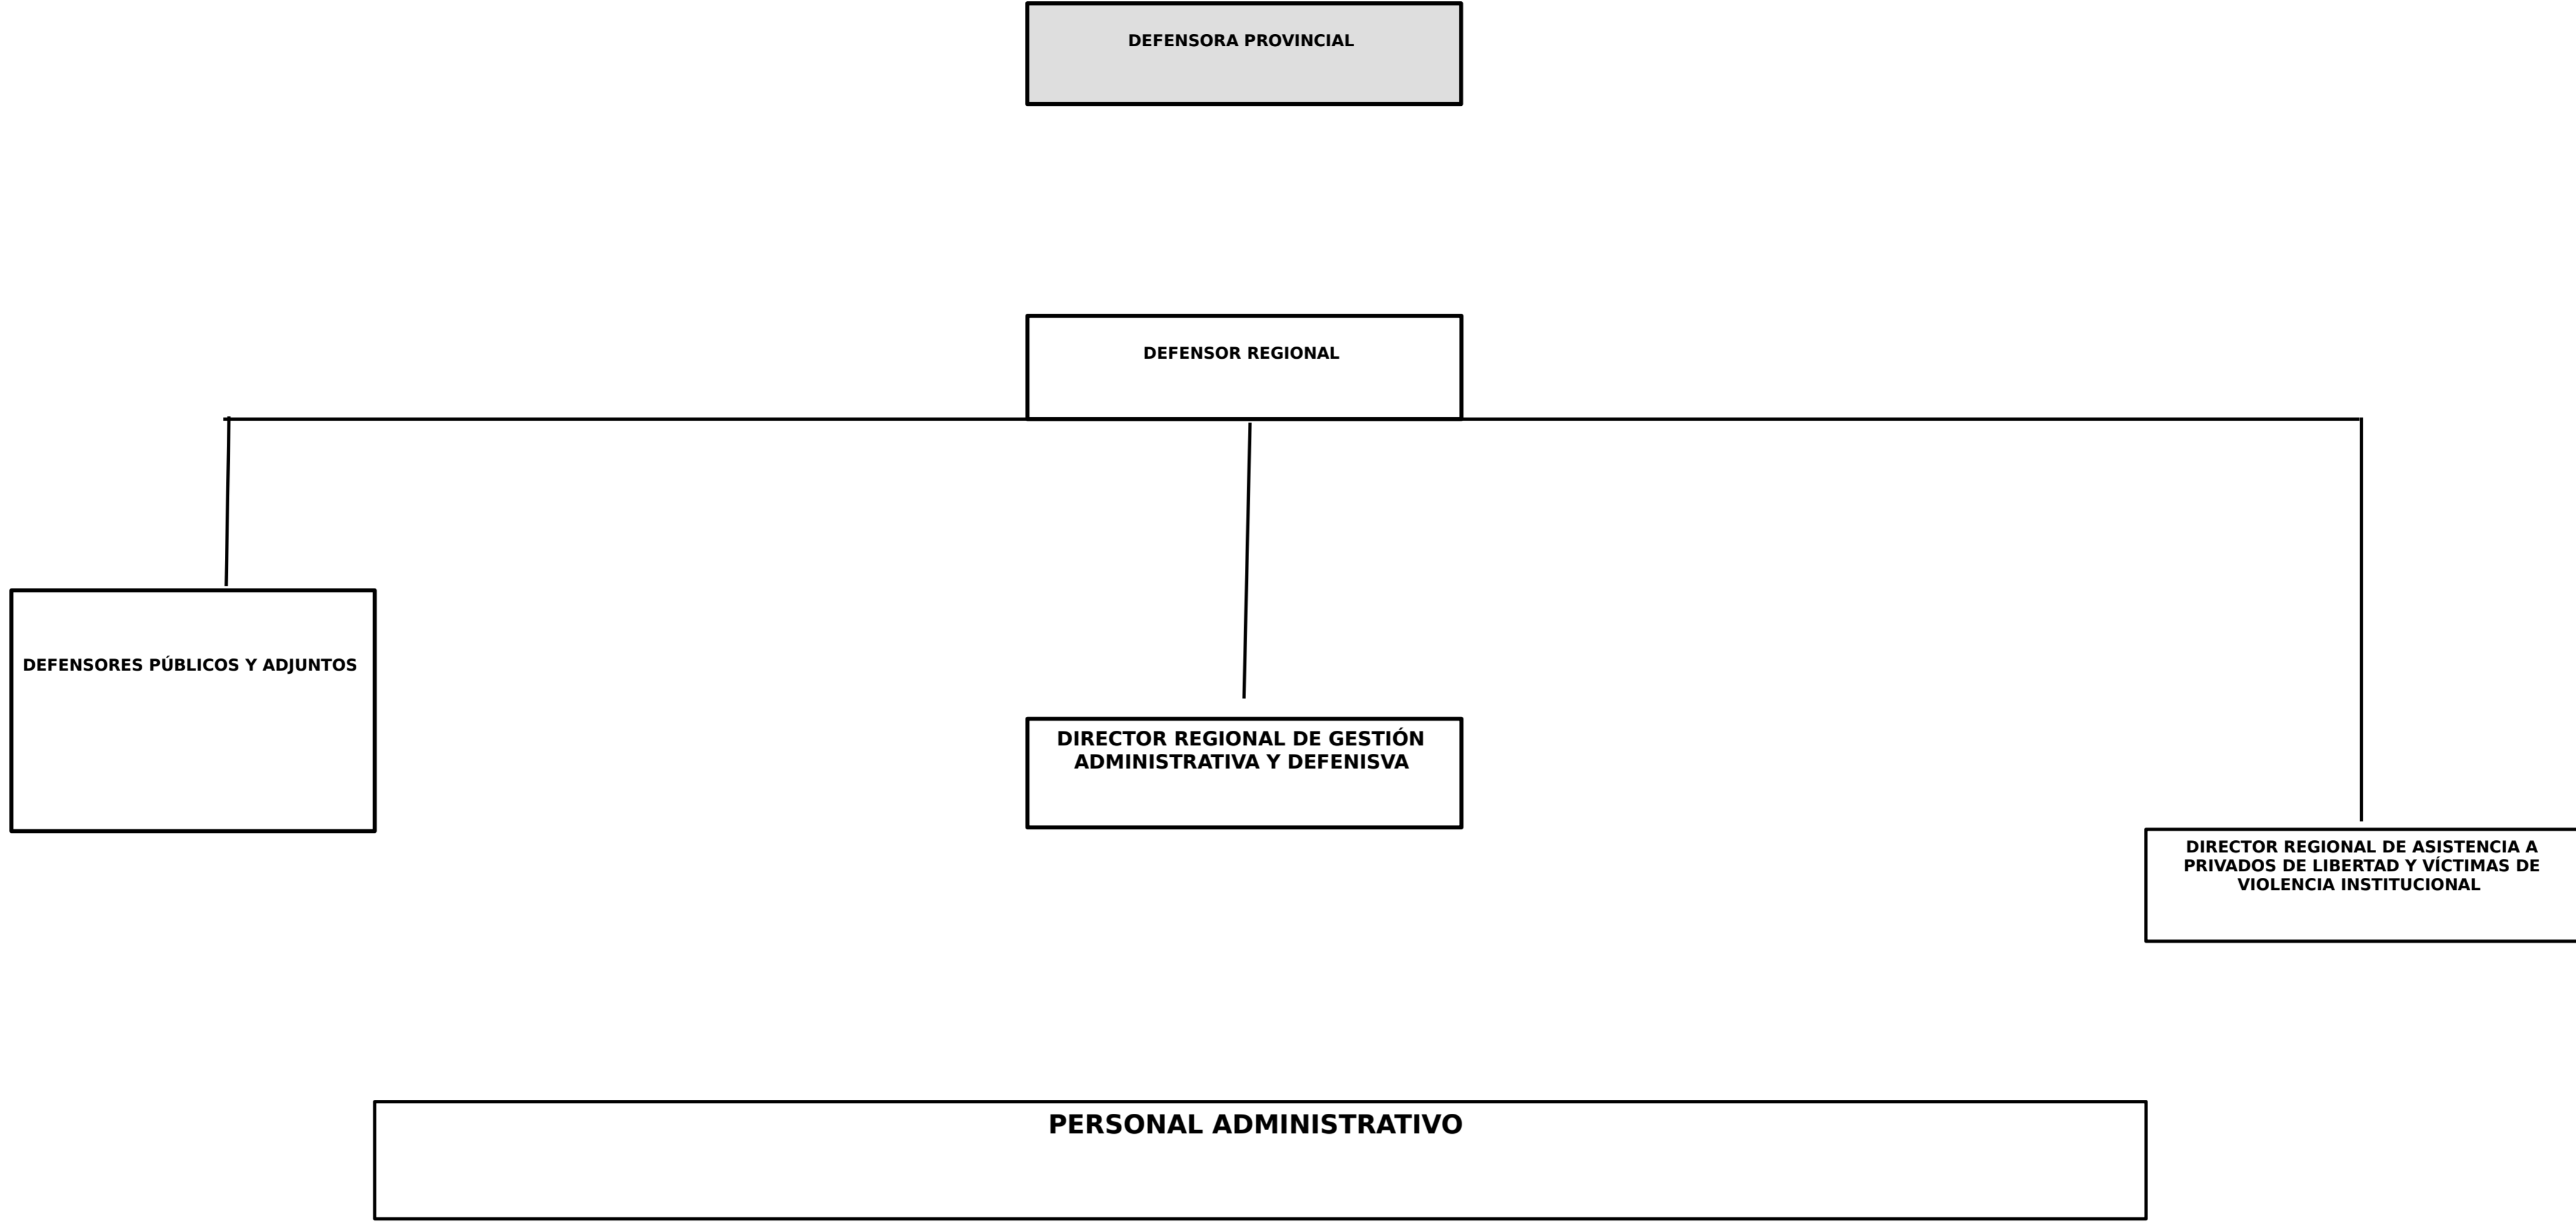 DEFENSORA PROVINCIAL
DEFENSOR REGIONAL
DEFENSORES PÚBLICOS Y ADJUNTOS
DIRECTOR REGIONAL DE GESTIÓN
ADMINISTRATIVA Y DEFENISVA
DIRECTOR REGIONAL DE ASISTENCIA A
PRIVADOS DE LIBERTAD Y VÍCTIMAS DE
VIOLENCIA INSTITUCIONAL
PERSONAL ADMINISTRATIVO